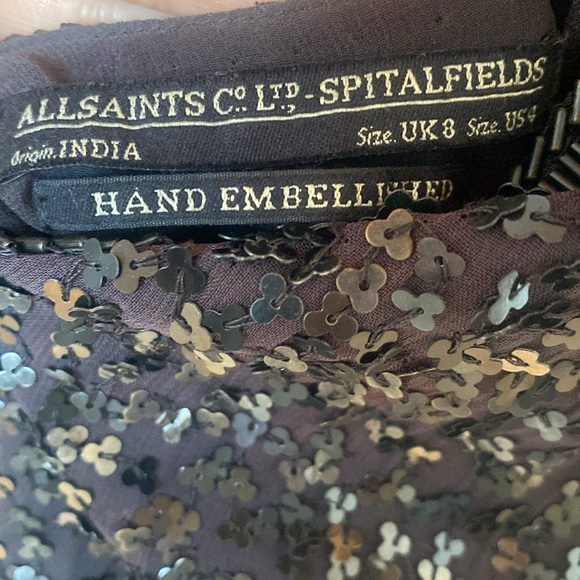 ALLSAINTS Co. LTD - SPITALFIELDS
Origin. INDIA Size. UK 8 Size. US 4
HAND EMBELLISHED